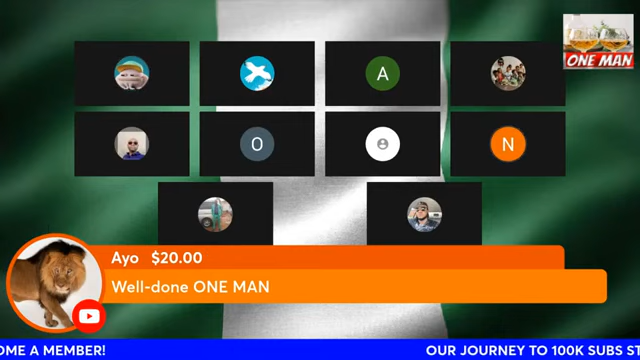 ONE MAN
A
O
N
Ayo $20.00
Well-done ONE MAN
OME A MEMBER!
OUR JOURNEY TO 100K SUBS ST